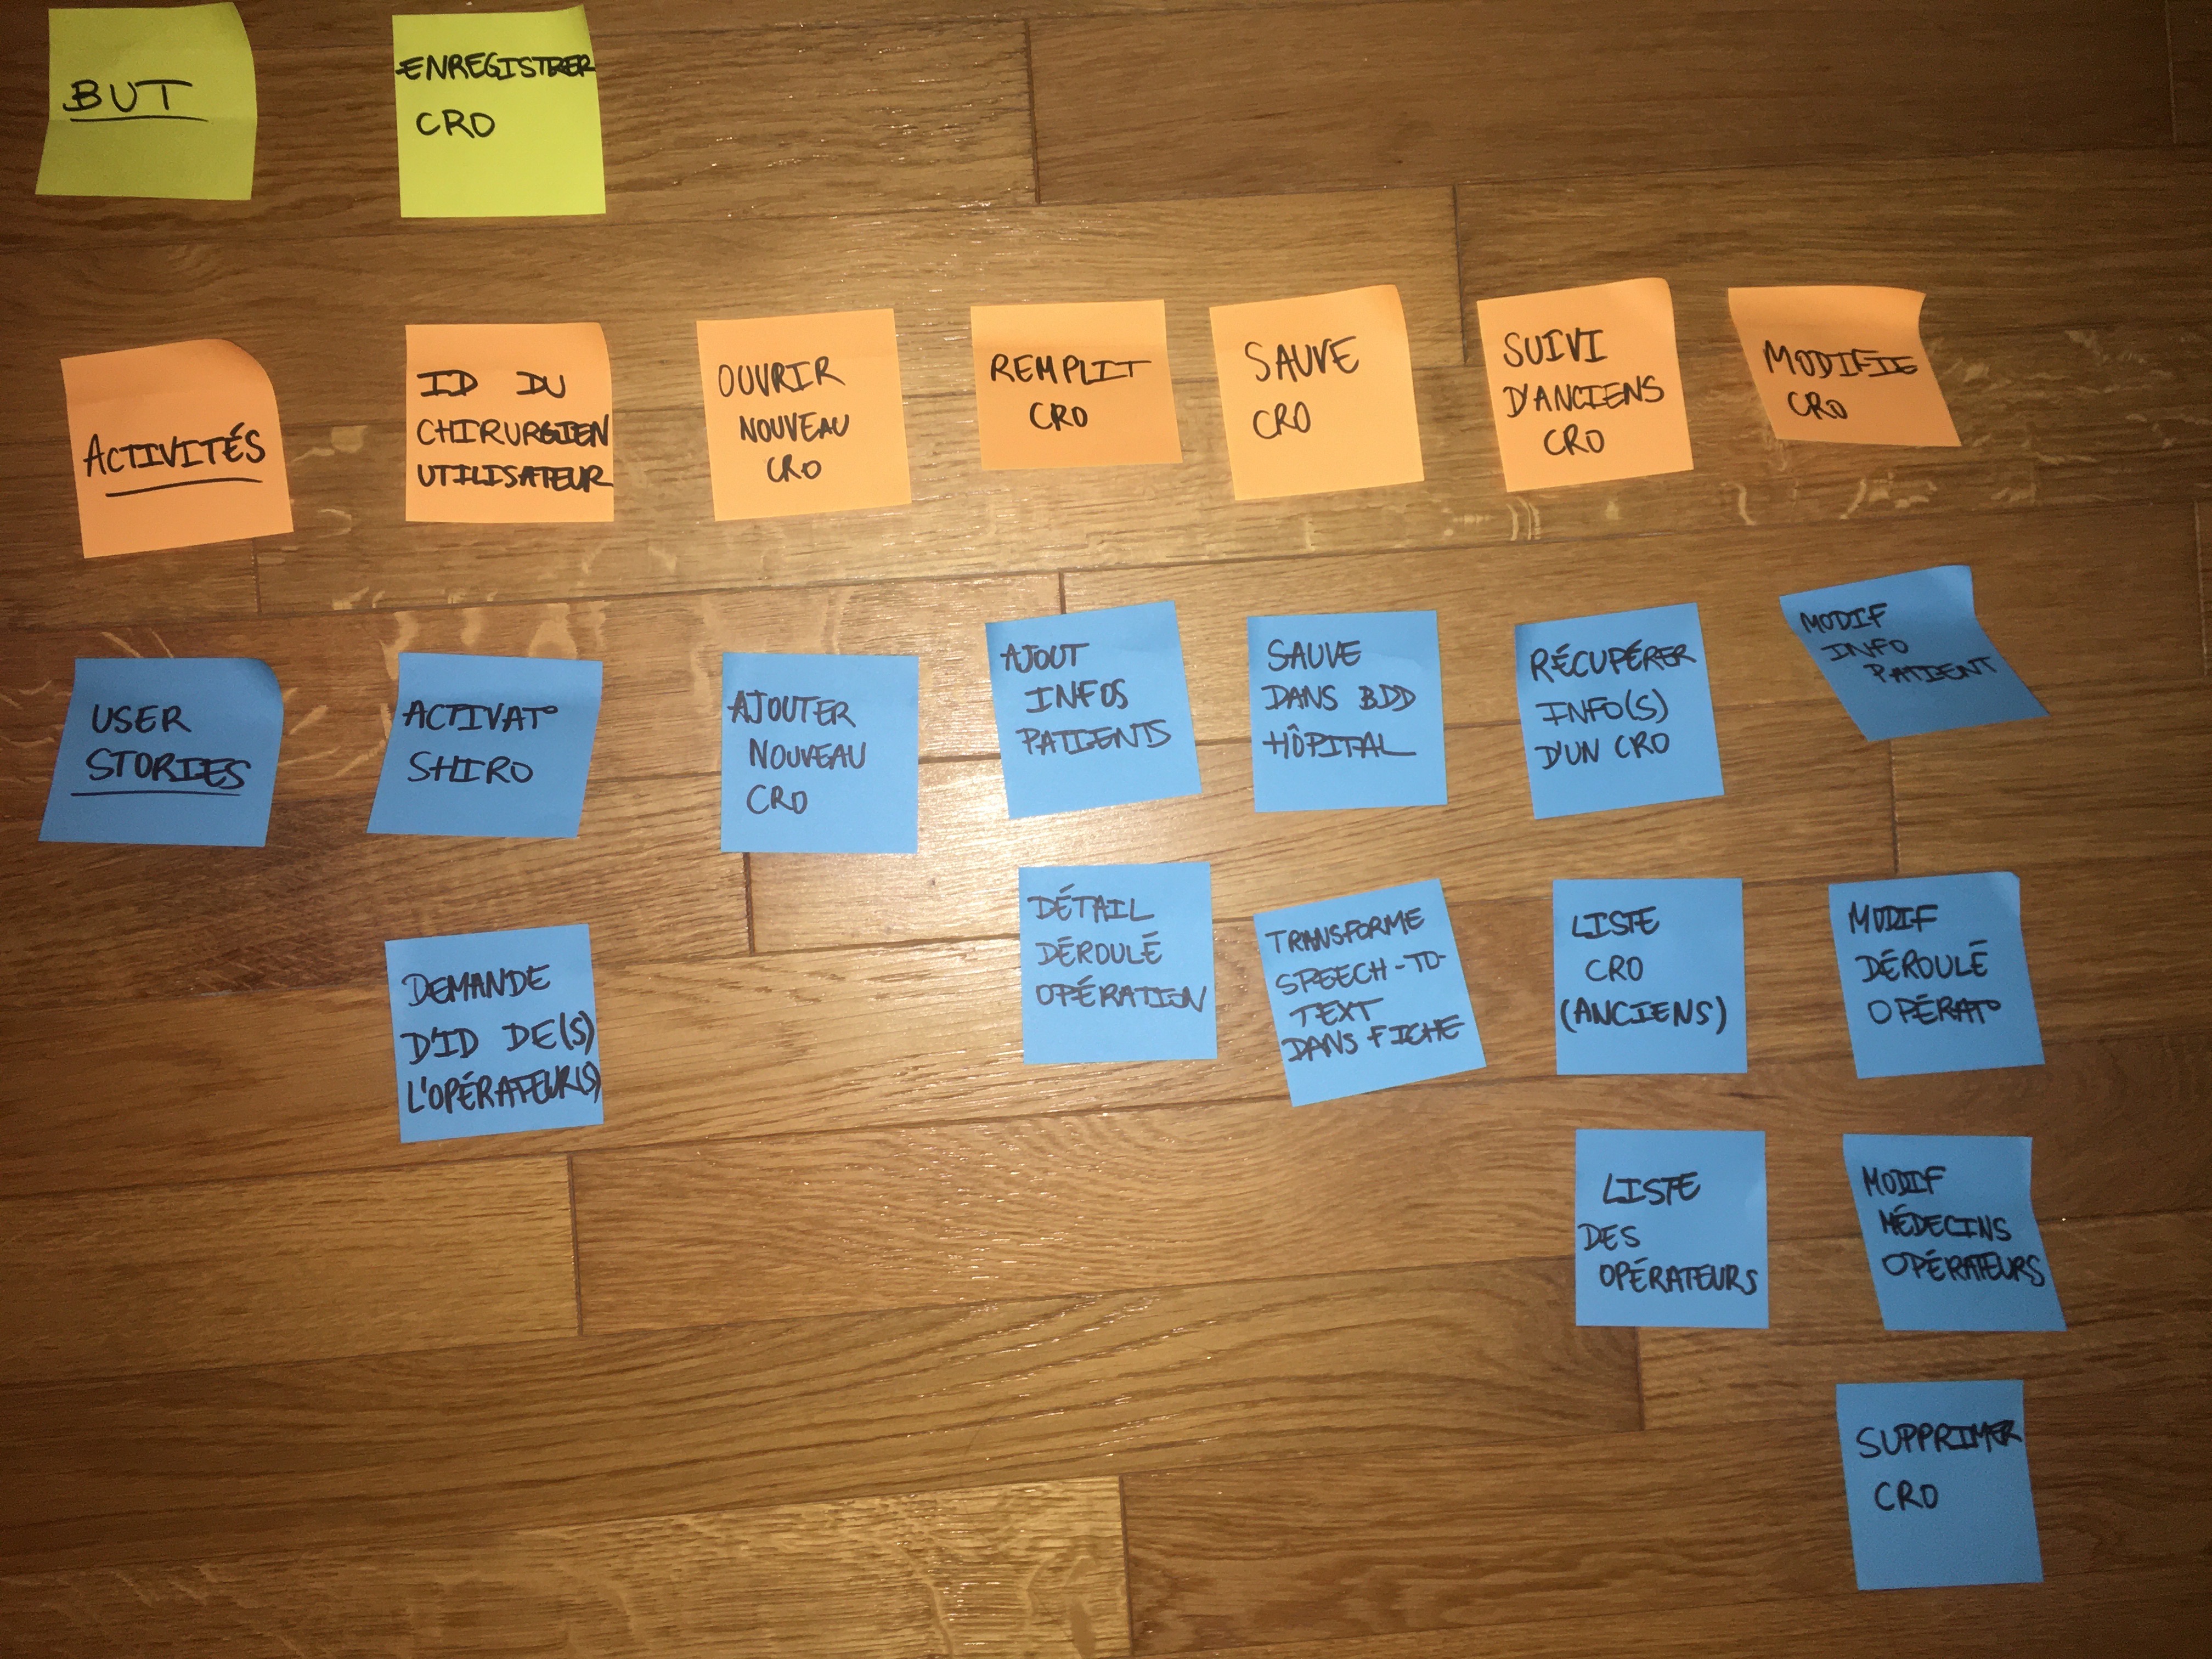 BUT
ENREGISTRER
CRO
ACTIVITÉS
ID DU
CHIRURGIEN
UTILISATEUR
OUVRIR
NOUVEAU
CRO
REMPLIT
CRO
SAUVE
CRO
SUIVI
D'ANCIENS
CRO
MODIFIE
CRO
USER
STORIES
ACTIVAT°
SHIRO
AJOUTER
NOUVEAU
CRO
AJOUT
INFOS
PATIENTS
SAUVE
DANS BDD
HÔPITAL
RÉCUPÉRER
INFO(S)
D'UN CRO
MODIF
INFO
PATIENT
DEMANDE
D'ID DE(S)
L'OPÉRATEUR(S)
DÉTAIL
DÉROULÉ
OPÉRATION
TRANSFORME
SPEECH-TO-
TEXT
DANS FICHE
LISTE
CRO
(ANCIENS)
MODIF
DÉROULÉ
OPÉRAT°
LISTE
DES
OPÉRATEURS
MODIF
MÉDECINS
OPÉRATEURS
SUPPRIMER
CRO